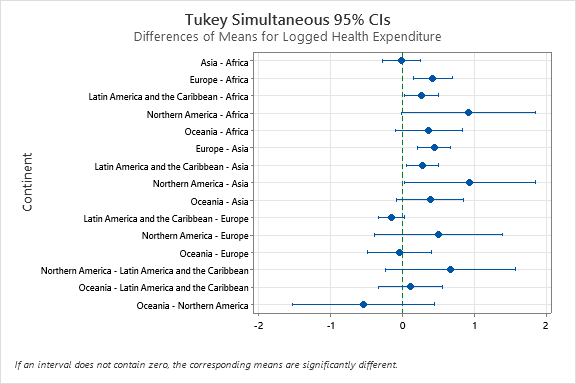 Tukey Simultaneous 95% CIs
Differences of Means for Logged Health Expenditure
Continent
Asia - Africa
Europe - Africa
Latin America and the Caribbean - Africa
Northern America - Africa
Oceania - Africa
Europe - Asia
Latin America and the Caribbean - Asia
Northern America - Asia
Oceania - Asia
Latin America and the Caribbean - Europe
Northern America - Europe
Oceania - Europe
Northern America - Latin America and the Caribbean
Oceania - Latin America and the Caribbean
Oceania - Northern America
-2 -1 0 1 2
If an interval does not contain zero, the corresponding means are significantly different.